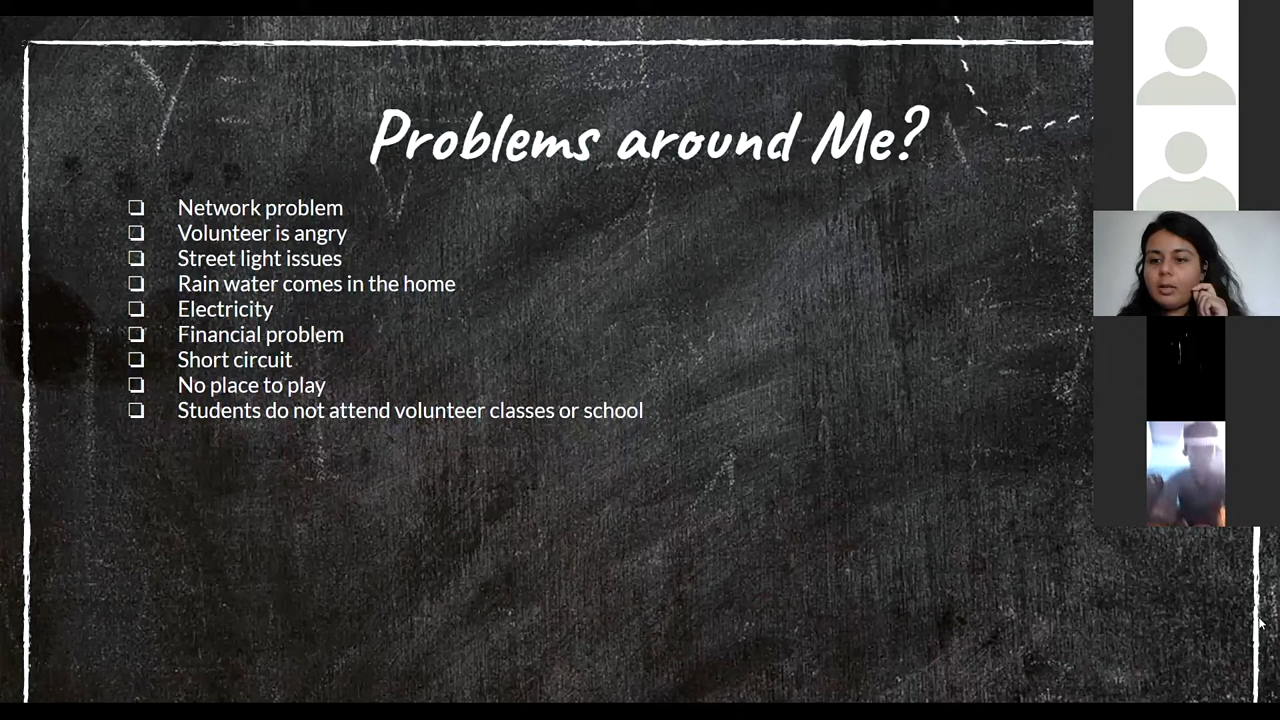 Problems around Me?
❏ Network problem
❏ Volunteer is angry
❏ Street light issues
❏ Rain water comes in the home
❏ Electricity
❏ Financial problem
❏ Short circuit
❏ No place to play
❏ Students do not attend volunteer classes or school